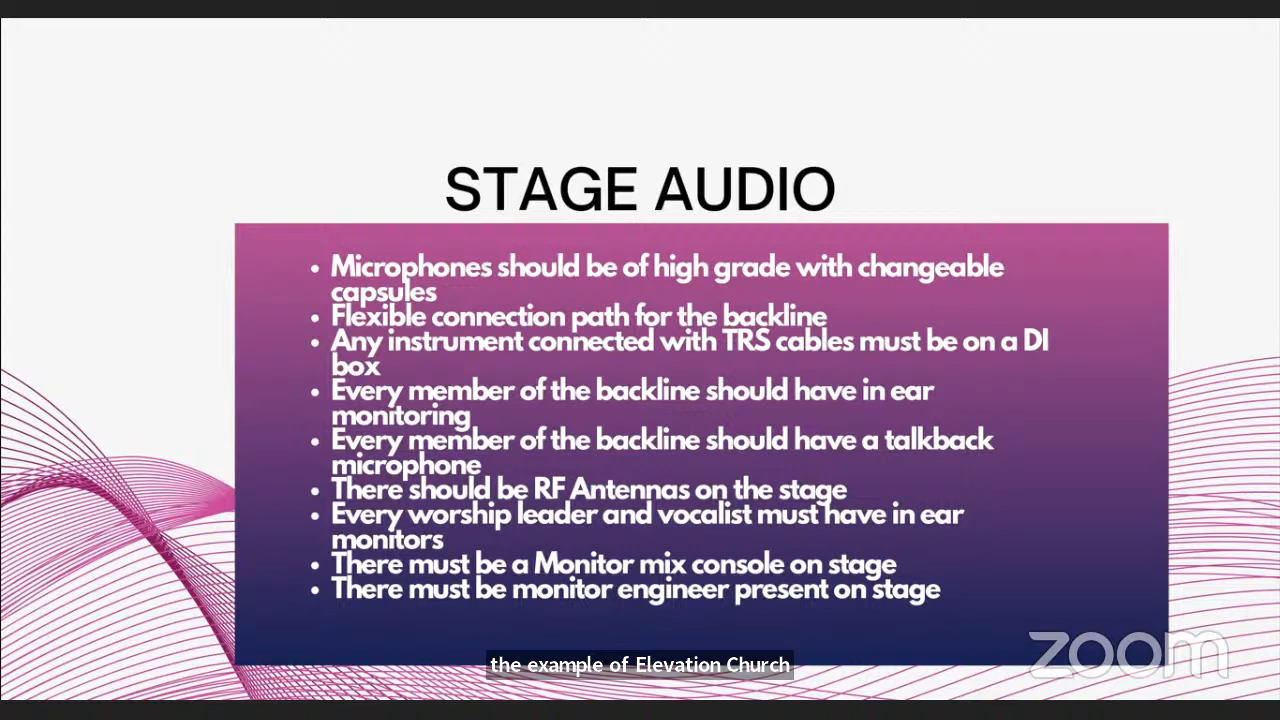 STAGE AUDIO
• Microphones should be of high grade with changeable
capsules
• Flexible connection path for the backline
• Any instrument connected with TRS cables must be on a DI
box
• Every member of the backline should have in ear
monitoring
• Every member of the backline should have a talkback
microphone
• There should be RF Antennas on the stage
• Every worship leader and vocalist must have in ear
monitors
• There must be a Monitor mix console on stage
• There must be monitor engineer present on stage
zoom
the example of Elevation Church